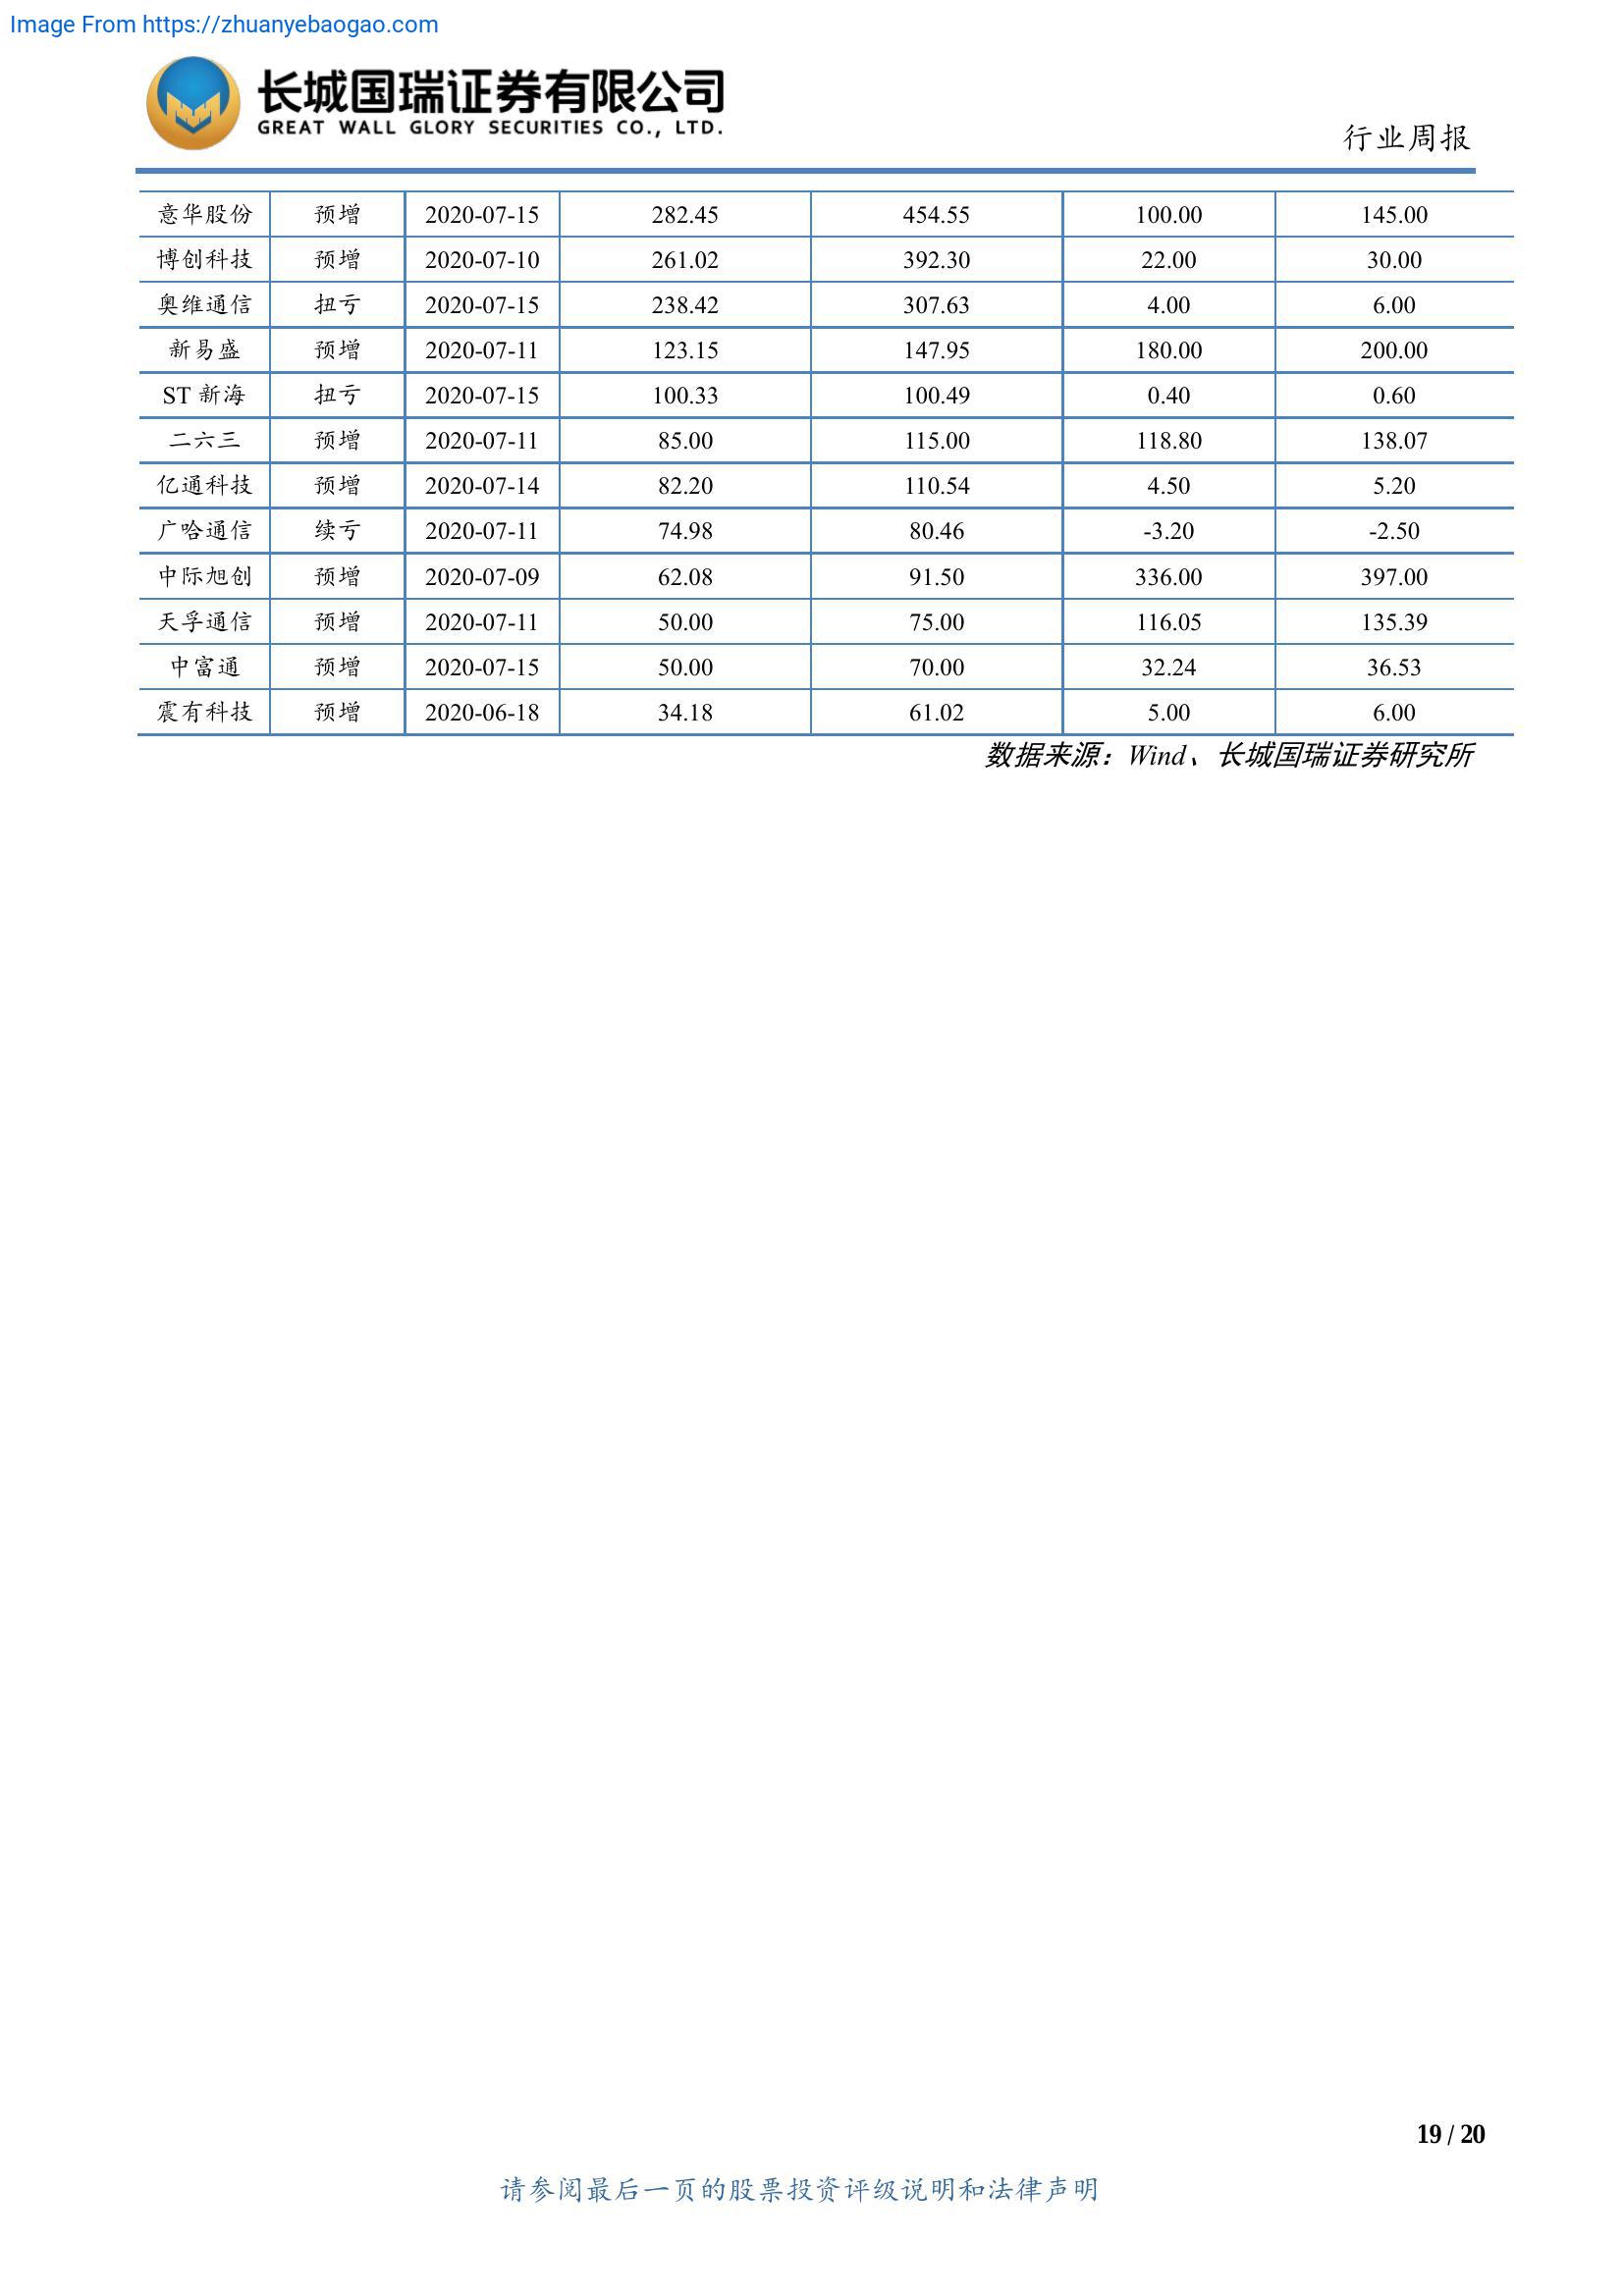 Image From https://zhuanyebaogao.com
长城国瑞证券有限公司
GREAT WALL GLORY SECURITIES CO., LTD.
行业周报
意华股份 预增 2020-07-15 282.45 454.55 100.00 145.00
博创科技 预增 2020-07-10 261.02 392.30 22.00 30.00
奥维通信 扭亏 2020-07-15 238.42 307.63 4.00 6.00
新易盛 预增 2020-07-11 123.15 147.95 180.00 200.00
ST 新海 扭亏 2020-07-15 100.33 100.49 0.40 0.60
二六三 预增 2020-07-11 85.00 115.00 118.80 138.07
亿通科技 预增 2020-07-14 82.20 110.54 4.50 5.20
广哈通信 续亏 2020-07-11 74.98 80.46 -3.20 -2.50
中际旭创 预增 2020-07-09 62.08 91.50 336.00 397.00
天孚通信 预增 2020-07-11 50.00 75.00 116.05 135.39
中富通 预增 2020-07-15 50.00 70.00 32.24 36.53
震有科技 预增 2020-06-18 34.18 61.02 5.00 6.00
数据来源：Wind、长城国瑞证券研究所
19 / 20
请参阅最后一页的股票投资评级说明和法律声明